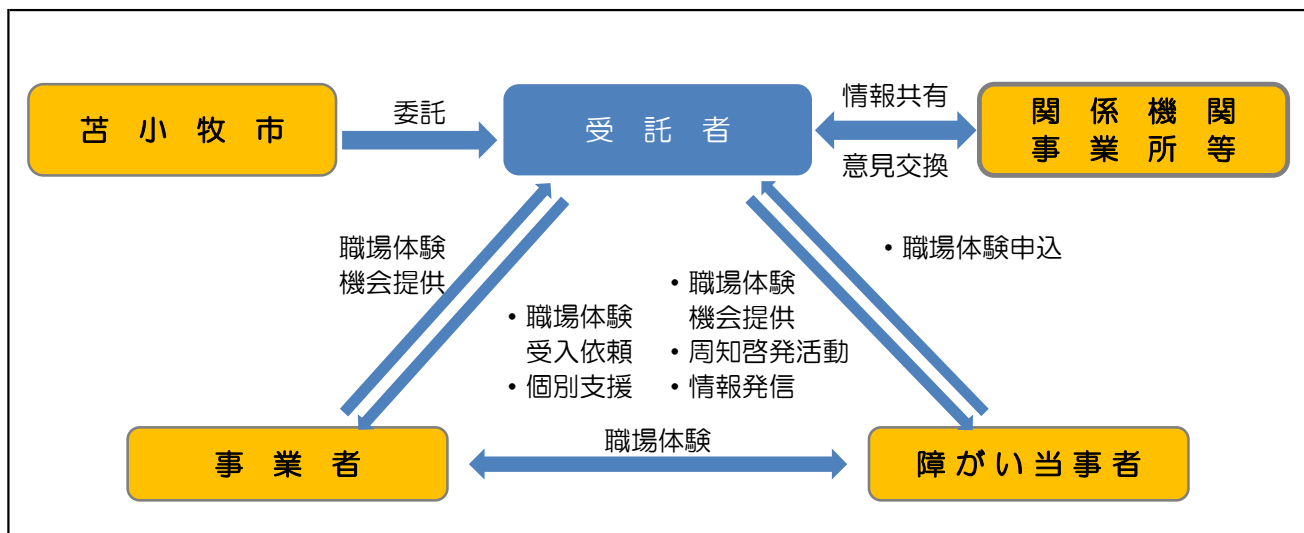 苫小牧市
委託
受託者
情報共有
意見交換
関係機関
事業所等
職場体験
機会提供
・職場体験申込
・職場体験
受入依頼
・個別支援
・職場体験
機会提供
・周知啓発活動
・情報発信
事業者
職場体験
障がい当事者